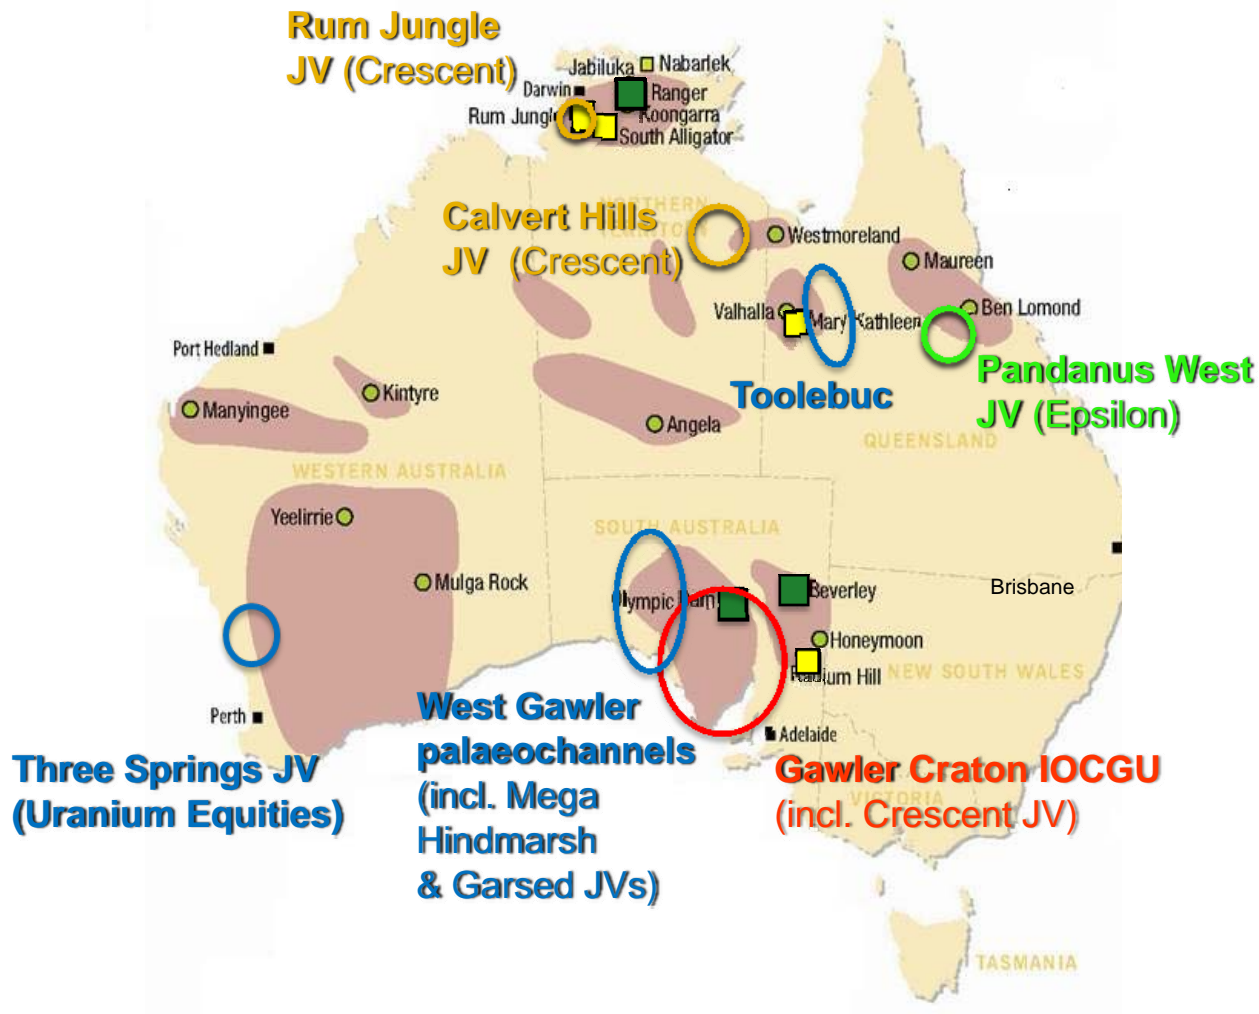 Rum Jungle
JV (Crescent)
Jabiluka
Nabarlek
Darwin
Ranger
Rum Jungle
Koongarra
South Alligator
NORTHERN
TERRITORY
Calvert Hills
JV (Crescent)
Westmoreland
Maureen
Valhalla
Mary Kathleen
Ben Lomond
Port Hedland
Pandanus West
JV (Epsilon)
Toolebuc
Kintyre
Manyingee
Angela
QUEENSLAND
WESTERN AUSTRALIA
Yeelirrie
SOUTH AUSTRALIA
Mulga Rock
Olympic Dam
Beverley
Brisbane
Honeymoon
Radium Hill
NEW SOUTH WALES
Perth
West Gawler
palaeochannels
(incl. Mega
Hindmarsh
& Garsed JVs)
Adelaide
Three Springs JV
(Uranium Equities)
Gawler Craton IOCGU
(incl. Crescent JV)
VICTORIA
TASMANIA